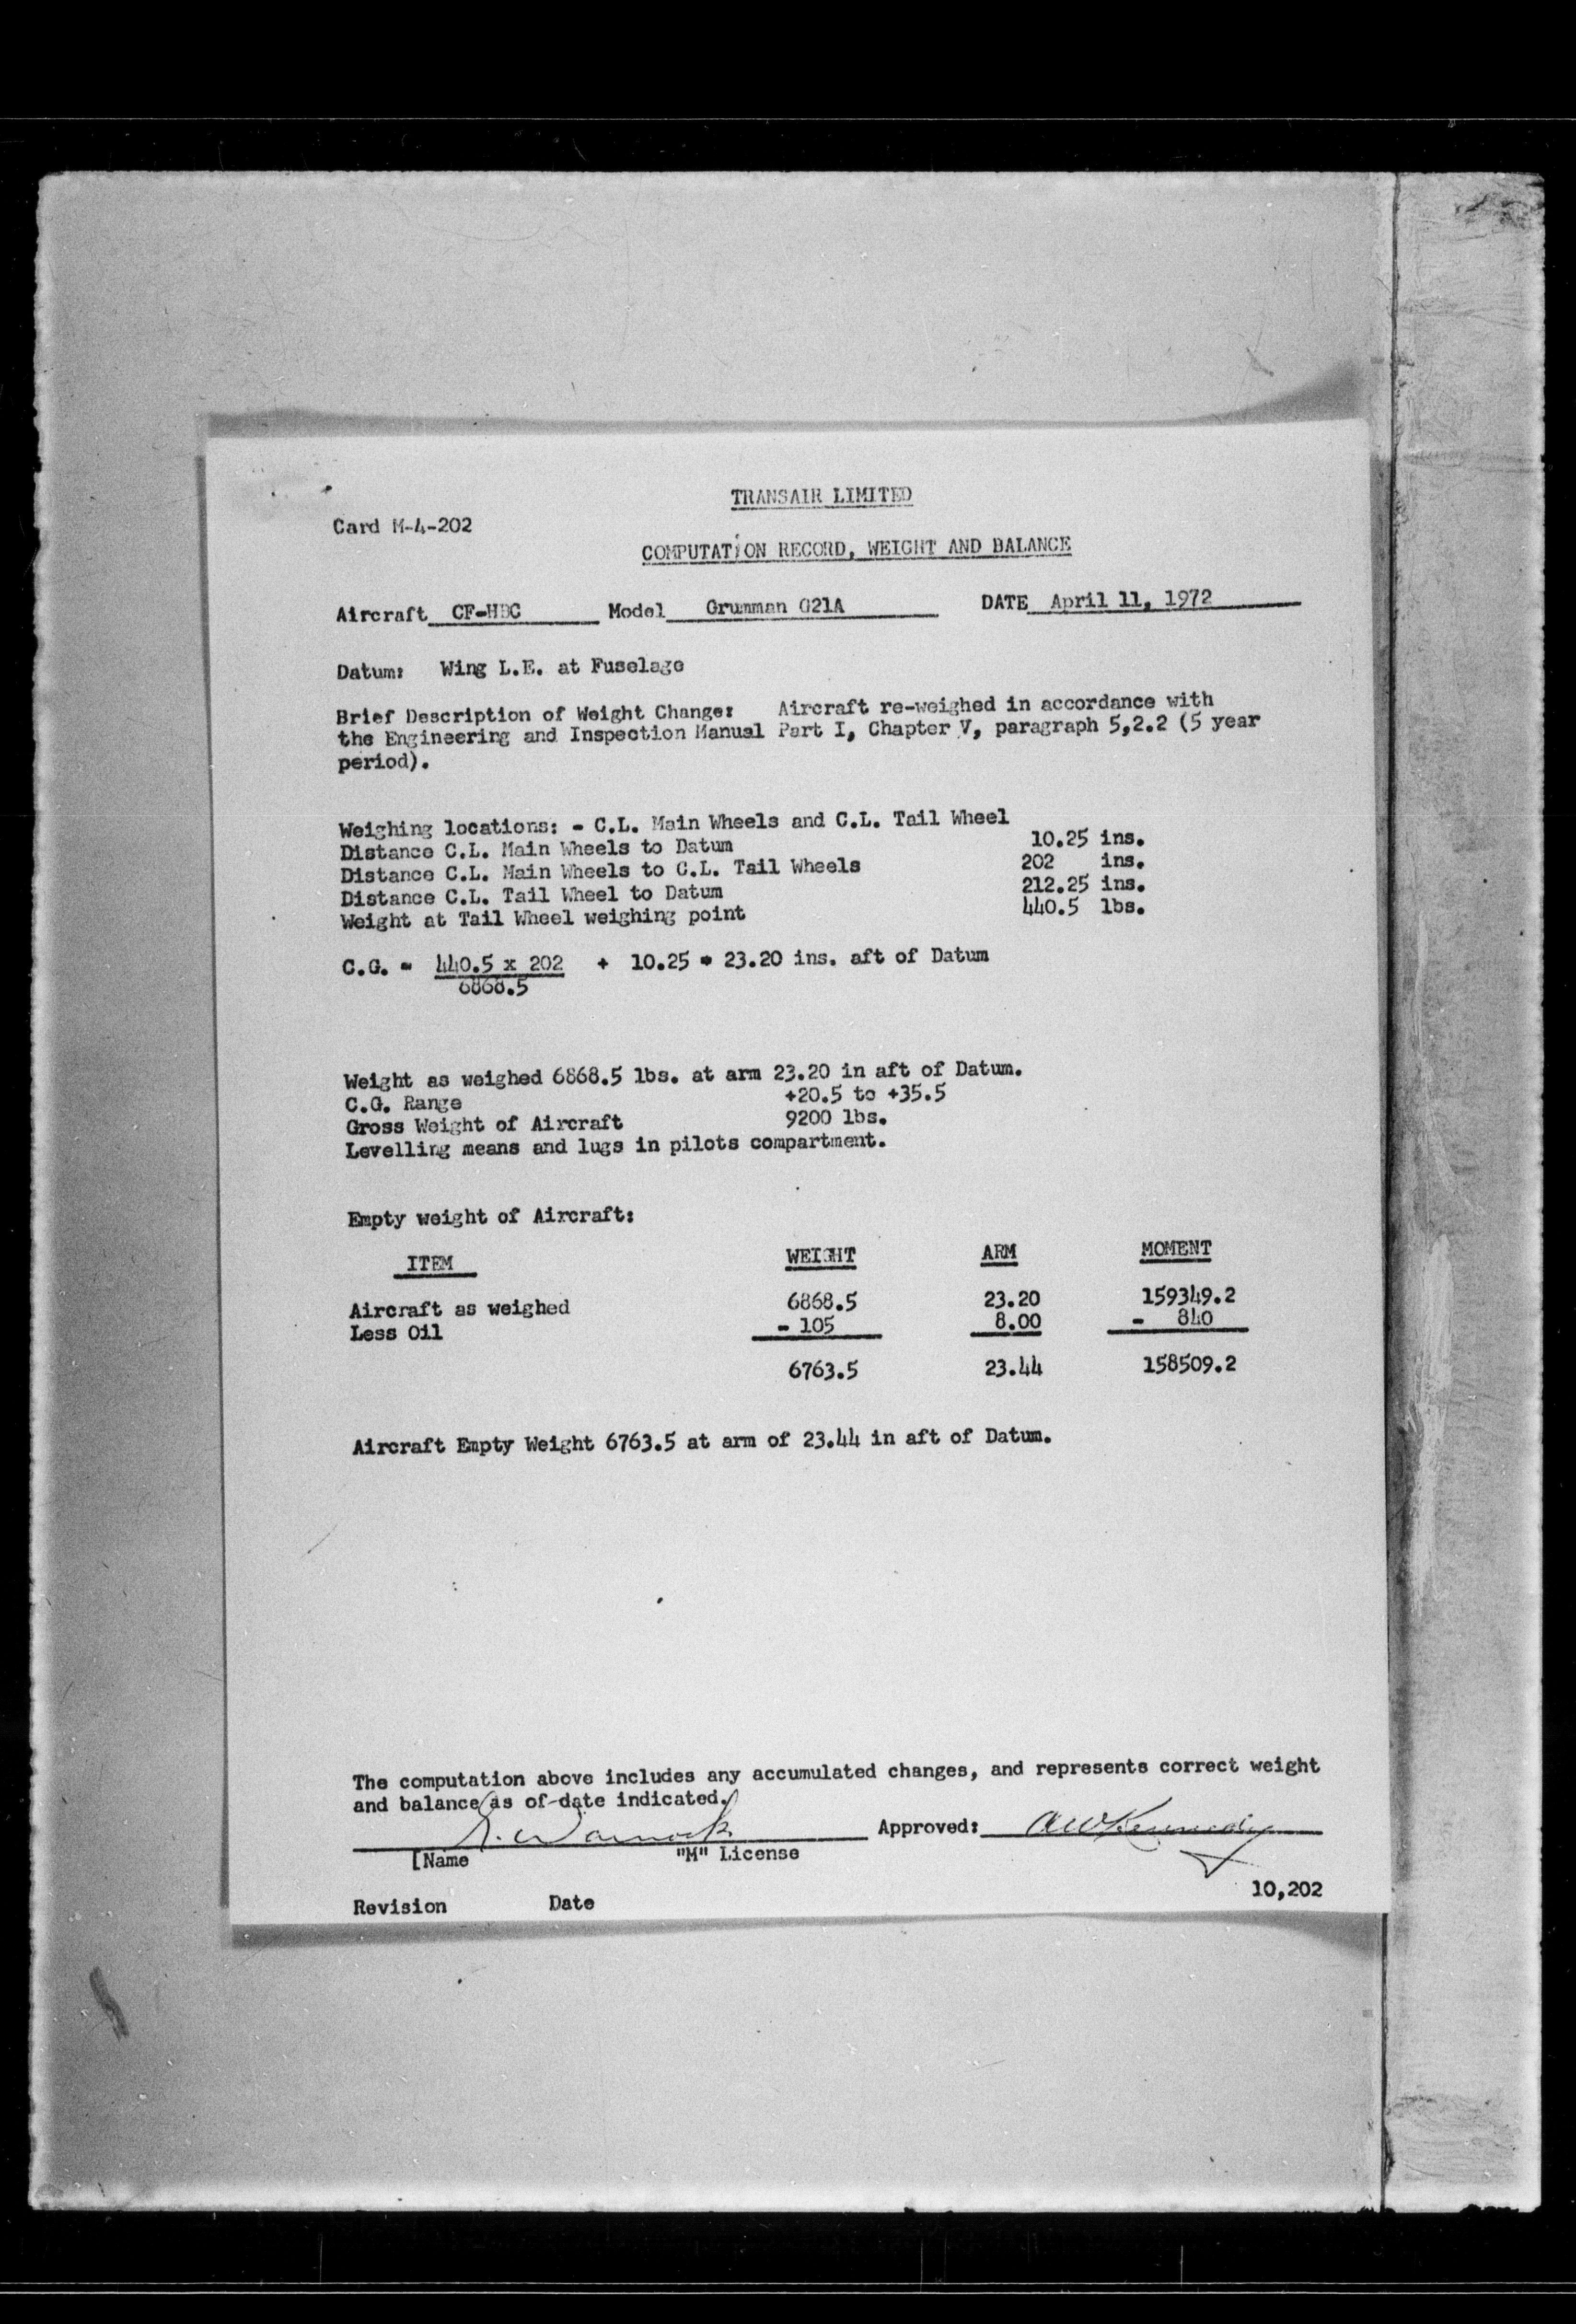 TRANSAIR LIMITED
Card M-4-202
COMPUTATION RECORD, WEIGHT AND BALANCE
Aircraft CF-HBC Model Grumman G21A DATE April 11, 1972
Datum: Wing L.E. at Fuselage
Brief Description of Weight Change: Aircraft re-weighed in accordance with
the Engineering and Inspection Manual Part I, Chapter V, paragraph 5,2.2 (5 year
period).
Weighing locations: - C.L. Main Wheels and C.L. Tail Wheel
Distance C.L. Main Wheels to Datum 10.25 ins.
Distance C.L. Main Wheels to C.L. Tail Wheels 202 ins.
Distance C.L. Tail Wheel to Datum 212.25 ins.
Weight at Tail Wheel weighing point 440.5 lbs.
C.G. = 440.5 x 202 + 10.25 = 23.20 ins. aft of Datum
6868.5
Weight as weighed 6868.5 lbs. at arm 23.20 in aft of Datum.
C.G. Range +20.5 to +35.5
Gross Weight of Aircraft 9200 lbs.
Levelling means and lugs in pilots compartment.
Empty weight of Aircraft:
ITEM WEIGHT ARM MOMENT
Aircraft as weighed 6868.5 23.20 159349.2
Less Oil - 105 8.00 - 840
6763.5 23.44 158509.2
Aircraft Empty Weight 6763.5 at arm of 23.44 in aft of Datum.
The computation above includes any accumulated changes, and represents correct weight
and balance as of date indicated.
Approved: AW Kennedy
Name "M" License
10,202
Revision Date